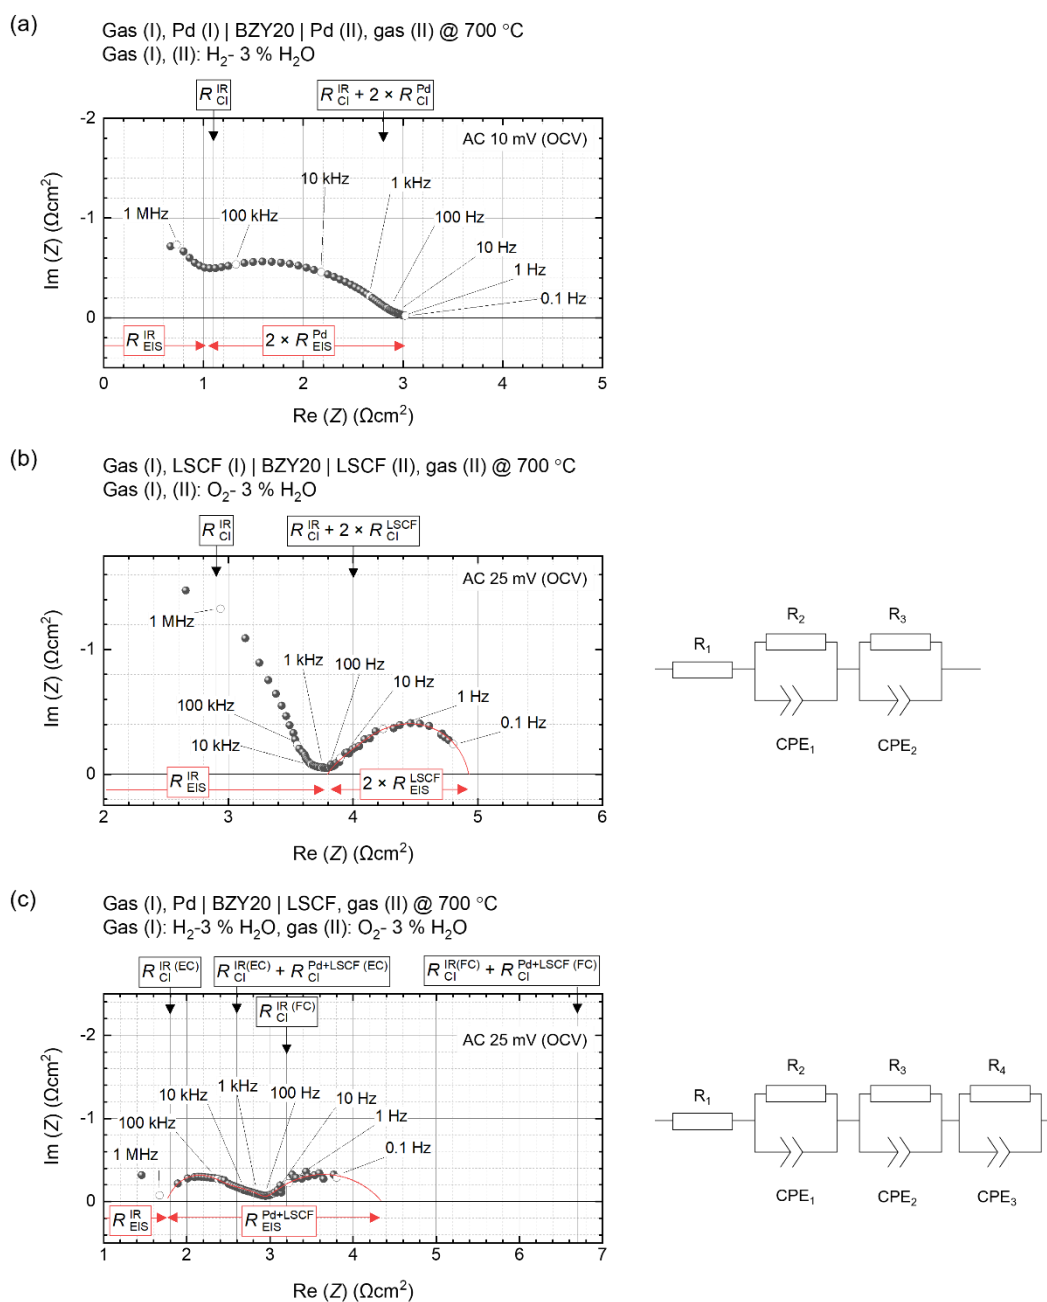 (a)
Gas (I), Pd (I) | BZY20 | Pd (II), gas (II) @ 700 °C
Gas (I), (II): H₂- 3 % H₂O
R IR CI
R IR CI + 2 × R Pd CI
AC 10 mV (OCV)
-2
-1
0
Im (Z) (Ωcm²)
1 MHz
100 kHz
10 kHz
1 kHz
100 Hz
10 Hz
1 Hz
0.1 Hz
R IR EIS
2 × R Pd EIS
0 1 2 3 4 5
Re (Z) (Ωcm²)
(b)
Gas (I), LSCF (I) | BZY20 | LSCF (II), gas (II) @ 700 °C
Gas (I), (II): O₂- 3 % H₂O
R IR CI
R IR CI + 2 × R LSCF CI
AC 25 mV (OCV)
-1
0
Im (Z) (Ωcm²)
1 MHz
100 kHz
10 kHz
1 kHz
100 Hz
10 Hz
1 Hz
0.1 Hz
R IR EIS
2 × R LSCF EIS
2 3 4 5 6
Re (Z) (Ωcm²)
R₁
R₂
R₃
CPE₁
CPE₂
(c)
Gas (I), Pd | BZY20 | LSCF, gas (II) @ 700 °C
Gas (I): H₂-3 % H₂O, gas (II): O₂- 3 % H₂O
R IR (EC) CI
R IR(EC) CI + R Pd+LSCF (EC) CI
R IR(FC) CI + R Pd+LSCF (FC) CI
R IR (FC) CI
AC 25 mV (OCV)
-2
-1
0
Im (Z) (Ωcm²)
1 MHz
100 kHz
10 kHz
1 kHz
100 Hz
10 Hz
1 Hz
0.1 Hz
R IR EIS
R Pd+LSCF EIS
1 2 3 4 5 6 7
Re (Z) (Ωcm²)
R₁
R₂
R₃
R₄
CPE₁
CPE₂
CPE₃